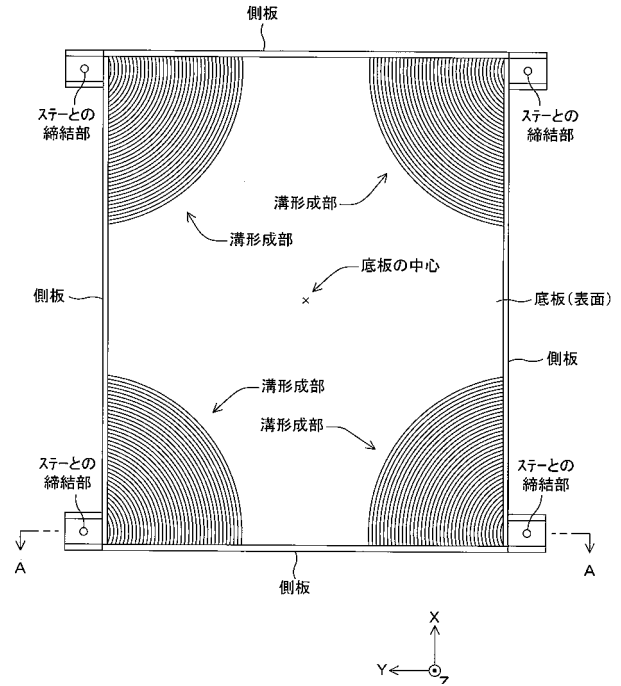 側板
ステーとの
締結部
ステーとの
締結部
溝形成部
溝形成部
底板の中心
側板
底板(表面)
側板
溝形成部
溝形成部
ステーとの
締結部
ステーとの
締結部
A
A
側板
X
Y
Z